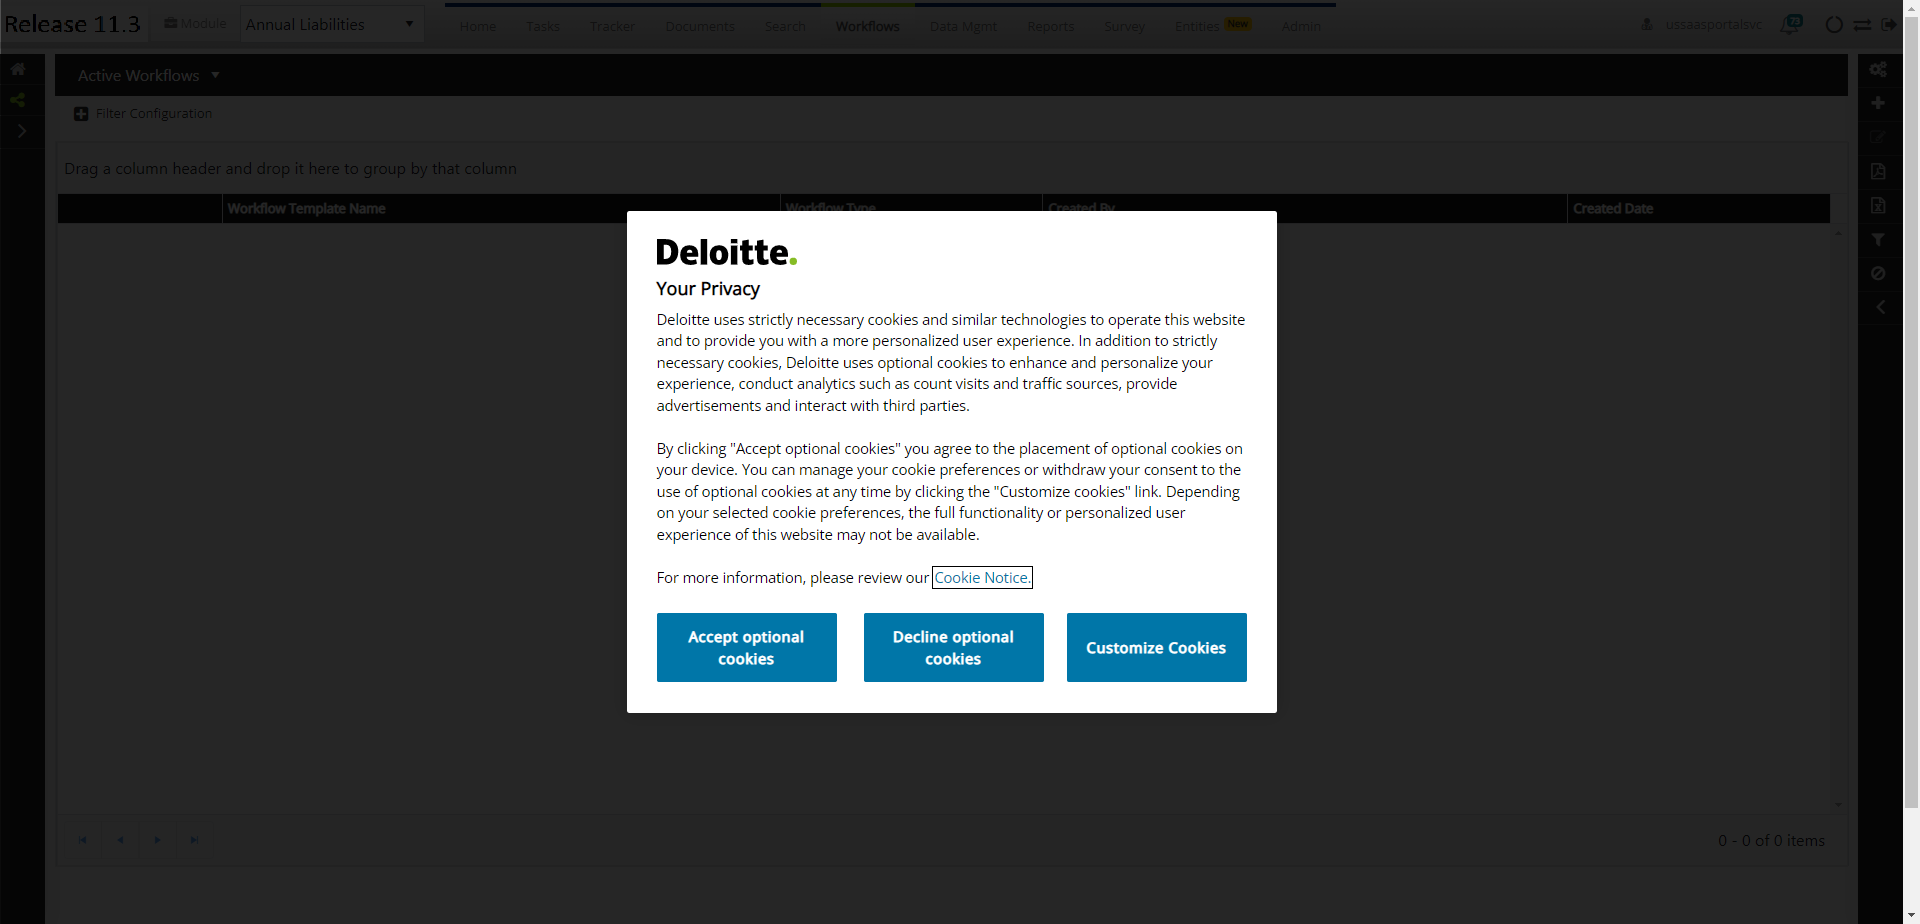 Release 11.3
Module
Annual Liabilities
Home Tasks Tracker Documents Search Workflows Data Mgmt Reports Survey Entities New Admin
ussaasportalsvc
73
Active Workflows
Filter Configuration
Drag a column header and drop it here to group by that column
Workflow Template Name Workflow Type Created By Created Date
Deloitte.
Your Privacy
Deloitte uses strictly necessary cookies and similar technologies to operate this website
and to provide you with a more personalized user experience. In addition to strictly
necessary cookies, Deloitte uses optional cookies to enhance and personalize your
experience, conduct analytics such as count visits and traffic sources, provide
advertisements and interact with third parties.
By clicking "Accept optional cookies" you agree to the placement of optional cookies on
your device. You can manage your cookie preferences or withdraw your consent to the
use of optional cookies at any time by clicking the "Customize cookies" link. Depending
on your selected cookie preferences, the full functionality or personalized user
experience of this website may not be available.
For more information, please review our Cookie Notice.
Accept optional
cookies
Decline optional
cookies
Customize Cookies
0 - 0 of 0 items